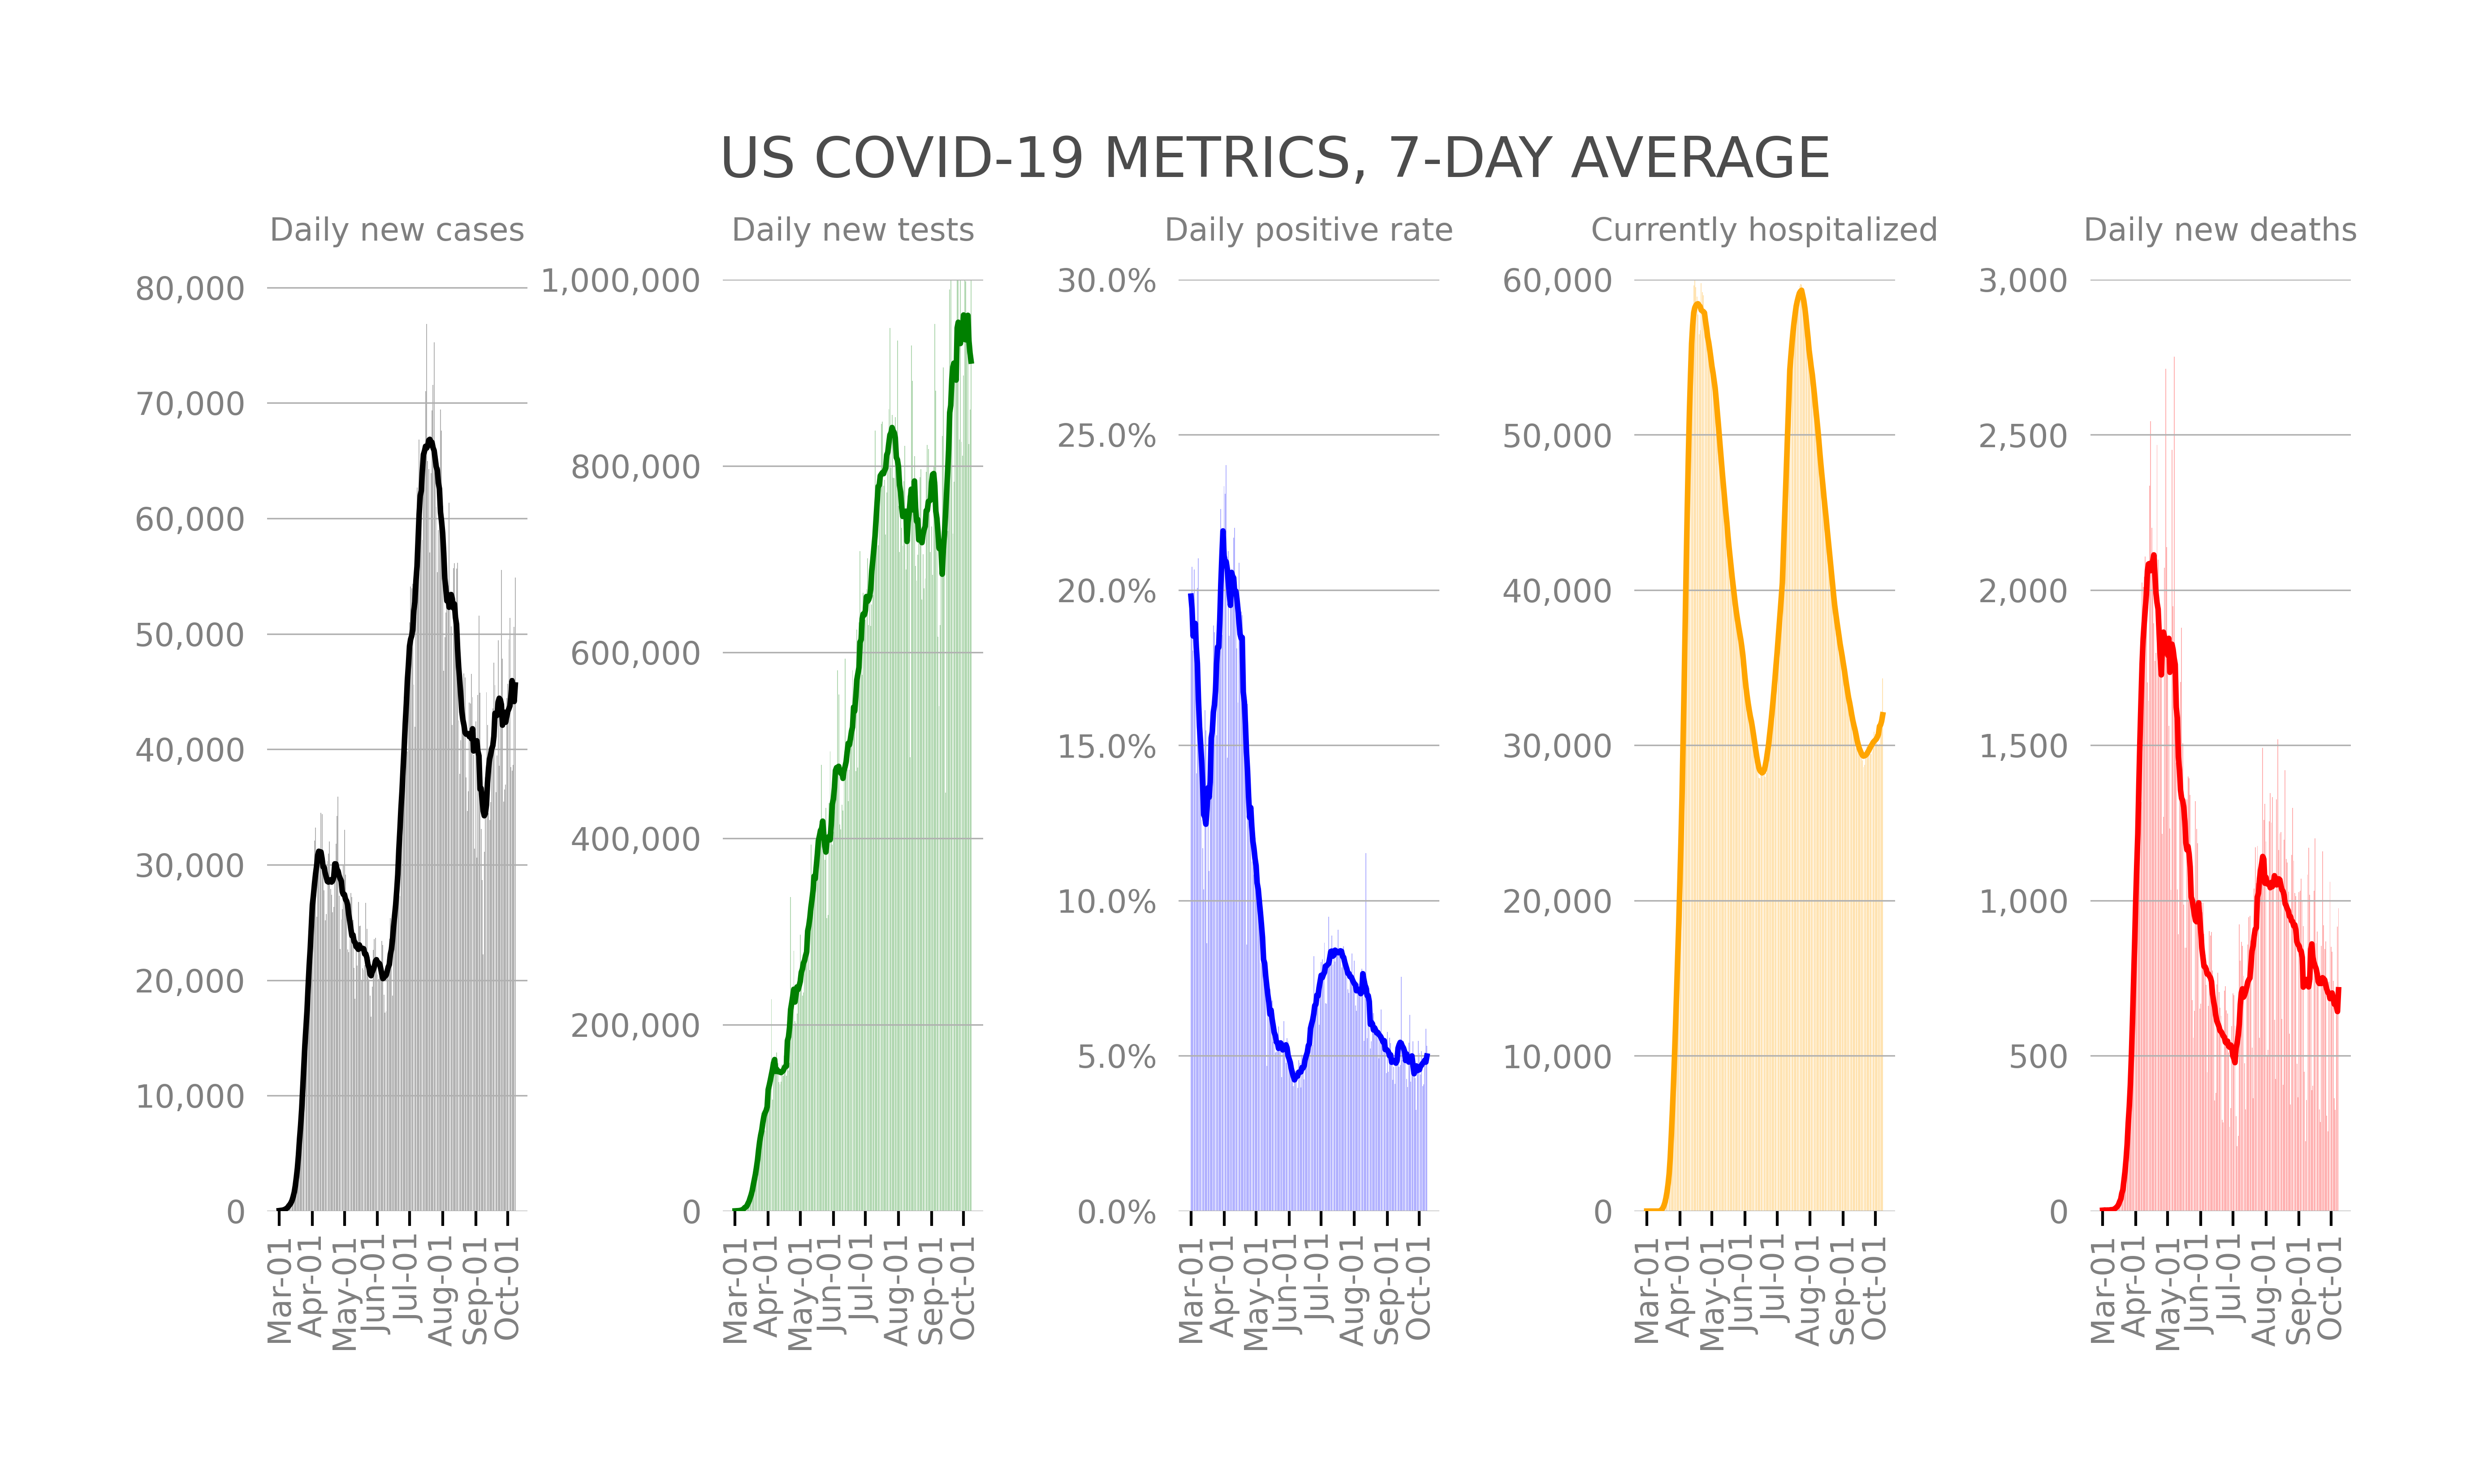 US COVID-19 METRICS, 7-DAY AVERAGE
Daily new cases
80,000
70,000
60,000
50,000
40,000
30,000
20,000
10,000
0
Mar-01
Apr-01
May-01
Jun-01
Jul-01
Aug-01
Sep-01
Oct-01
Daily new tests
1,000,000
800,000
600,000
400,000
200,000
0
Mar-01
Apr-01
May-01
Jun-01
Jul-01
Aug-01
Sep-01
Oct-01
Daily positive rate
30.0%
25.0%
20.0%
15.0%
10.0%
5.0%
0.0%
Mar-01
Apr-01
May-01
Jun-01
Jul-01
Aug-01
Sep-01
Oct-01
Currently hospitalized
60,000
50,000
40,000
30,000
20,000
10,000
0
Mar-01
Apr-01
May-01
Jun-01
Jul-01
Aug-01
Sep-01
Oct-01
Daily new deaths
3,000
2,500
2,000
1,500
1,000
500
0
Mar-01
Apr-01
May-01
Jun-01
Jul-01
Aug-01
Sep-01
Oct-01